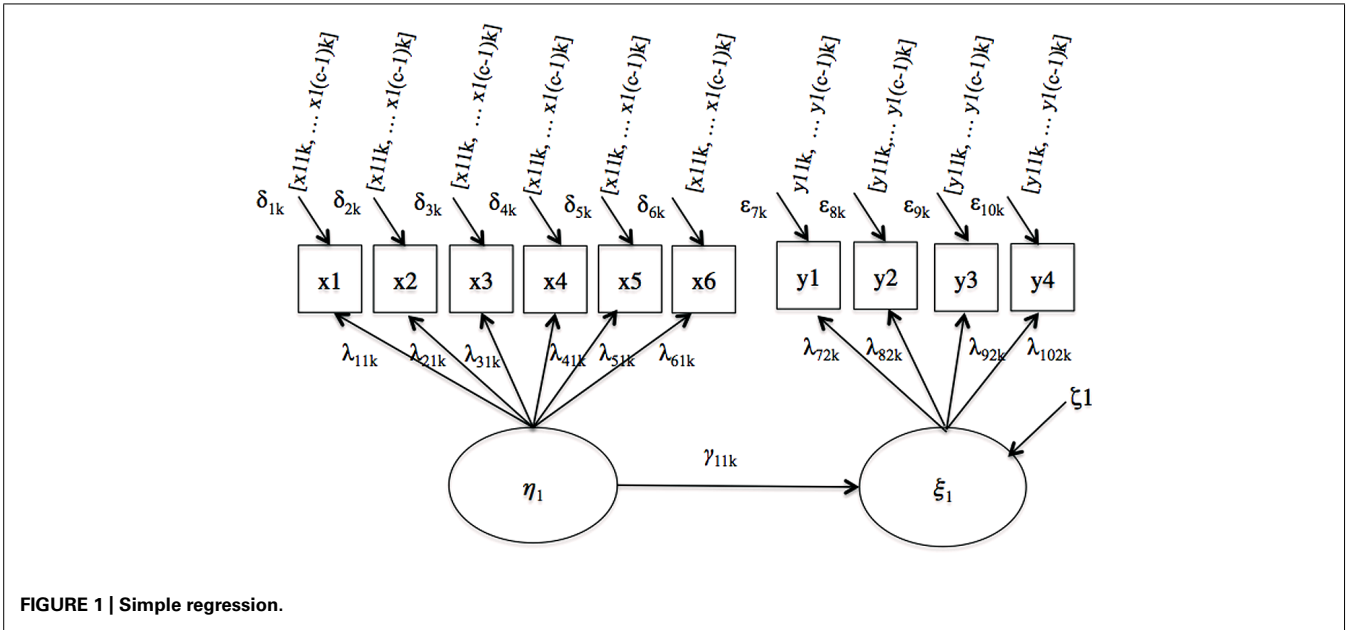 [x11k, … x1(c-1)k]
[x11k, … x1(c-1)k]
[x11k, … x1(c-1)k]
[x11k, … x1(c-1)k]
[x11k, … x1(c-1)k]
[x11k, … x1(c-1)k]
y11k, … y1(c-1)k]
[y11k,… y1(c-1)k]
[y11k, … y1(c-1)k]
[y11k, … y1(c-1)k]
δ1k δ2k δ3k δ4k δ5k δ6k ε7k ε8k ε9k ε10k
x1 x2 x3 x4 x5 x6 y1 y2 y3 y4
λ11k λ21k λ31k λ41k λ51k λ61k λ72k λ82k λ92k λ102k
ζ1
γ11k
η1 ξ1
FIGURE 1 | Simple regression.